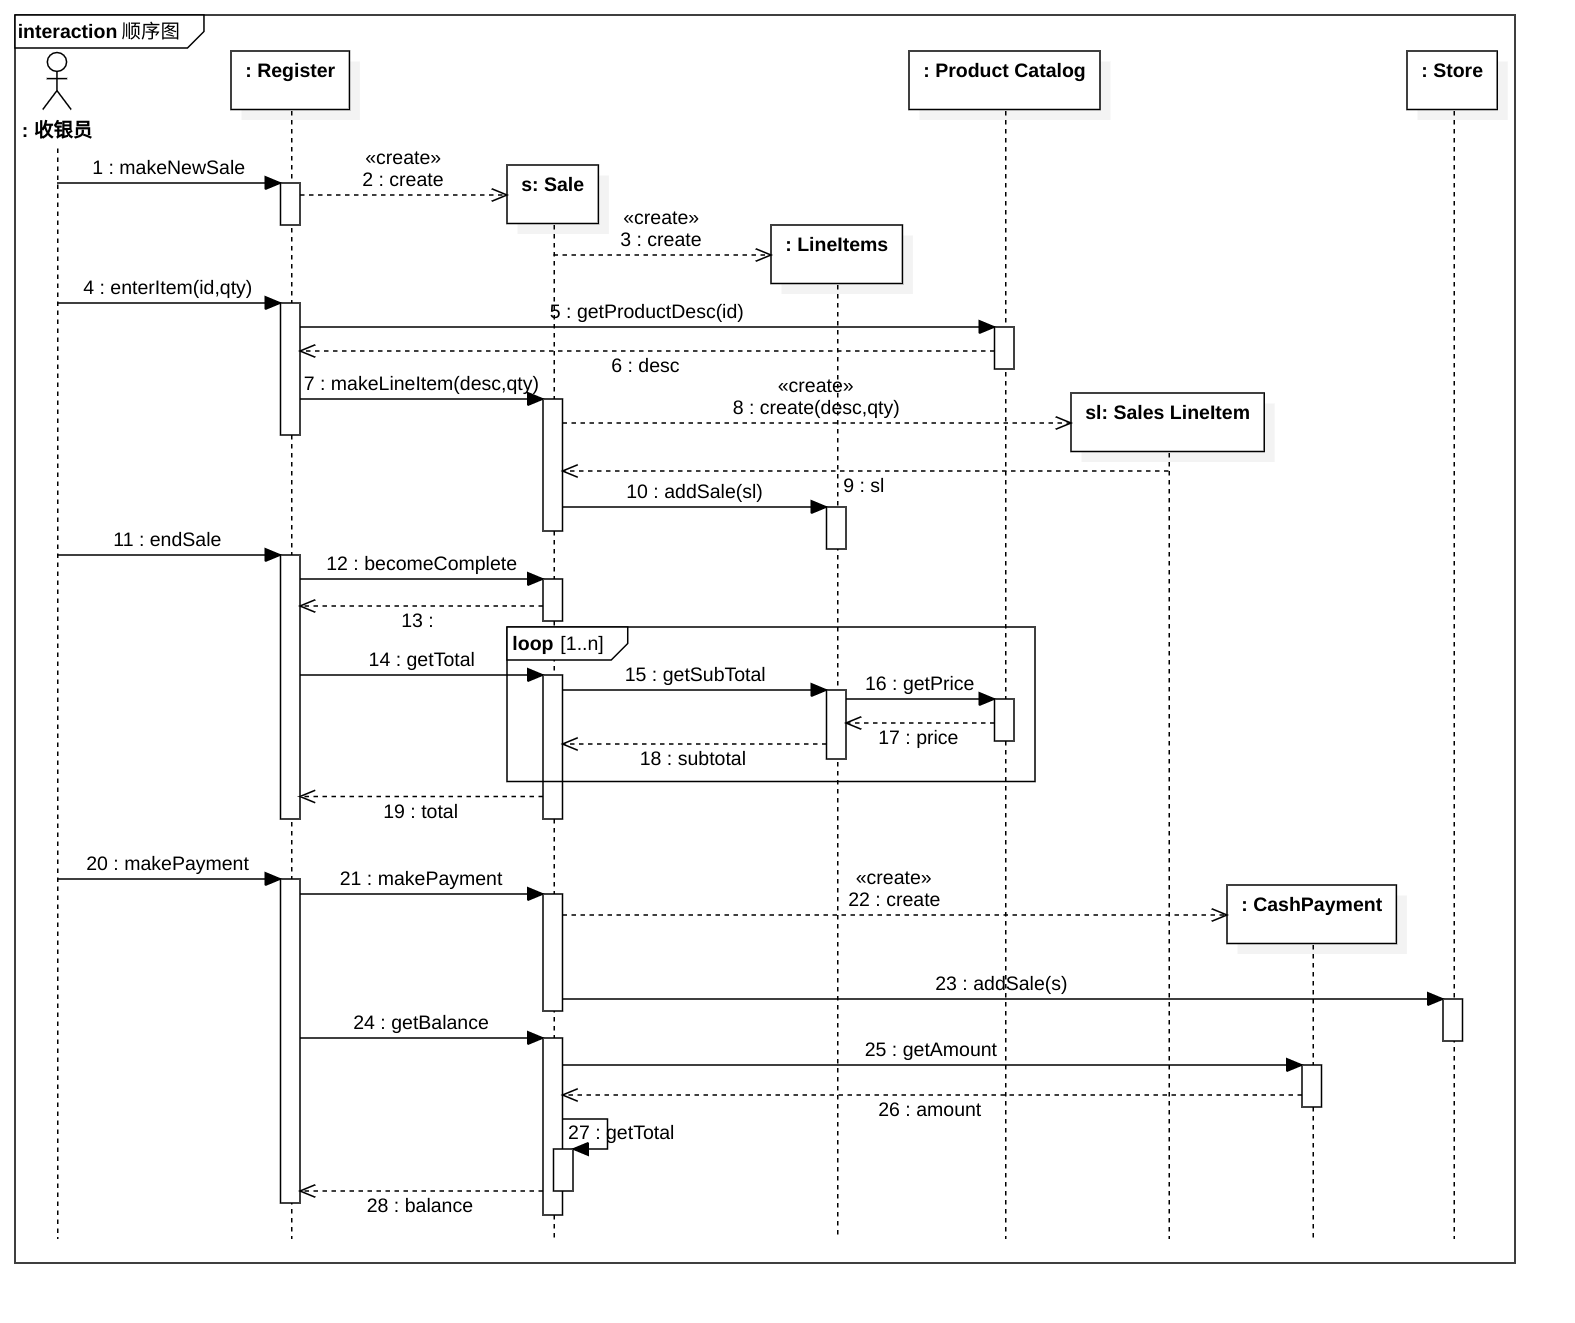 interaction 顺序图
: 收银员
: Register
: Product Catalog
: Store
1 : makeNewSale
«create»
2 : create
s: Sale
«create»
3 : create
: LineItems
4 : enterItem(id,qty)
5 : getProductDesc(id)
6 : desc
7 : makeLineItem(desc,qty)
«create»
8 : create(desc,qty)
sl: Sales LineItem
9 : sl
10 : addSale(sl)
11 : endSale
12 : becomeComplete
13 :
loop [1..n]
14 : getTotal
15 : getSubTotal
16 : getPrice
17 : price
18 : subtotal
19 : total
20 : makePayment
21 : makePayment
«create»
22 : create
: CashPayment
23 : addSale(s)
24 : getBalance
25 : getAmount
26 : amount
27 : getTotal
28 : balance